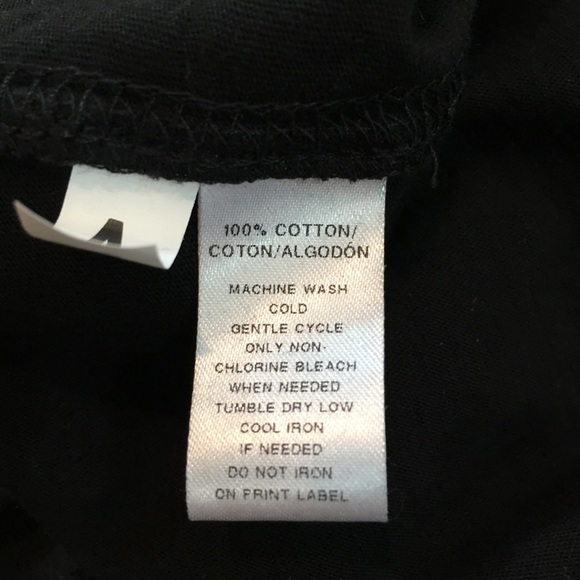 100% COTTON/
COTON/ALGODÓN
MACHINE WASH
COLD
GENTLE CYCLE
ONLY NON-
CHLORINE BLEACH
WHEN NEEDED
TUMBLE DRY LOW
COOL IRON
IF NEEDED
DO NOT IRON
ON PRINT LABEL